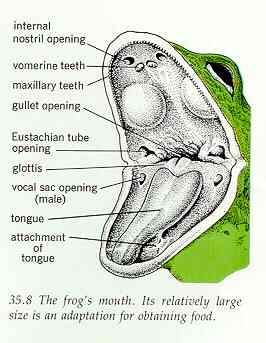 internal
nostril opening
vomerine teeth
maxillary teeth
gullet opening
Eustachian tube
opening
glottis
vocal sac opening
(male)
tongue
attachment
of
tongue
35.8 The frog's mouth. Its relatively large
size is an adaptation for obtaining food.